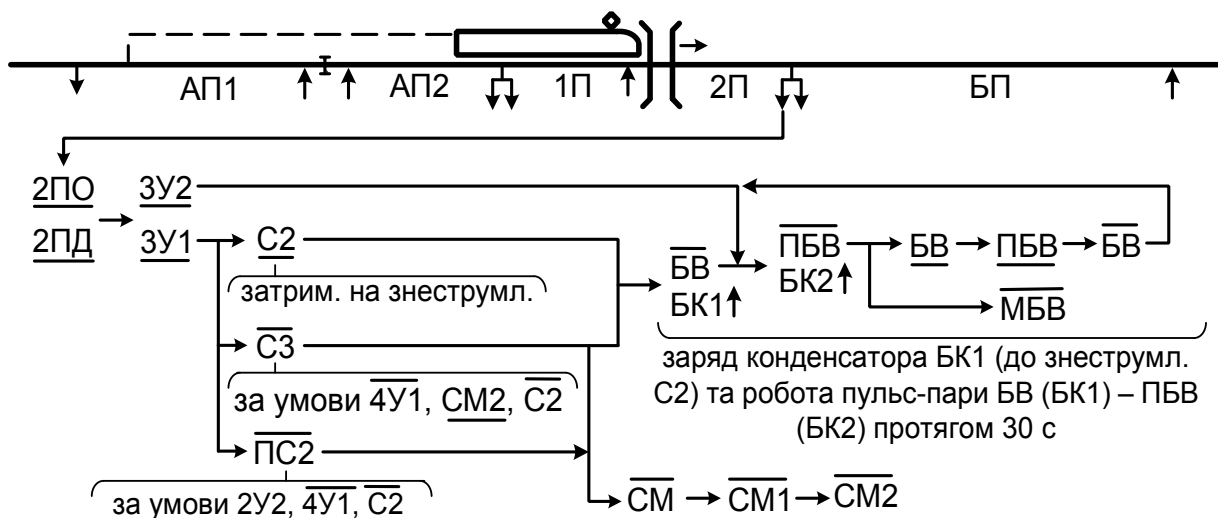 АП1 АП2 1П 2П БП
2ПО 3У2
2ПД 3У1
С2
затрим. на знеструмл.
С3
за умови 4У1, СМ2, С2
ПС2
за умови 2У2, 4У1, С2
БВ
БК1
ПБВ
БК2
БВ ПБВ БВ
МБВ
заряд конденсатора БК1 (до знеструмл.
С2) та робота пульс-пари БВ (БК1) – ПБВ
(БК2) протягом 30 с
СМ СМ1 СМ2